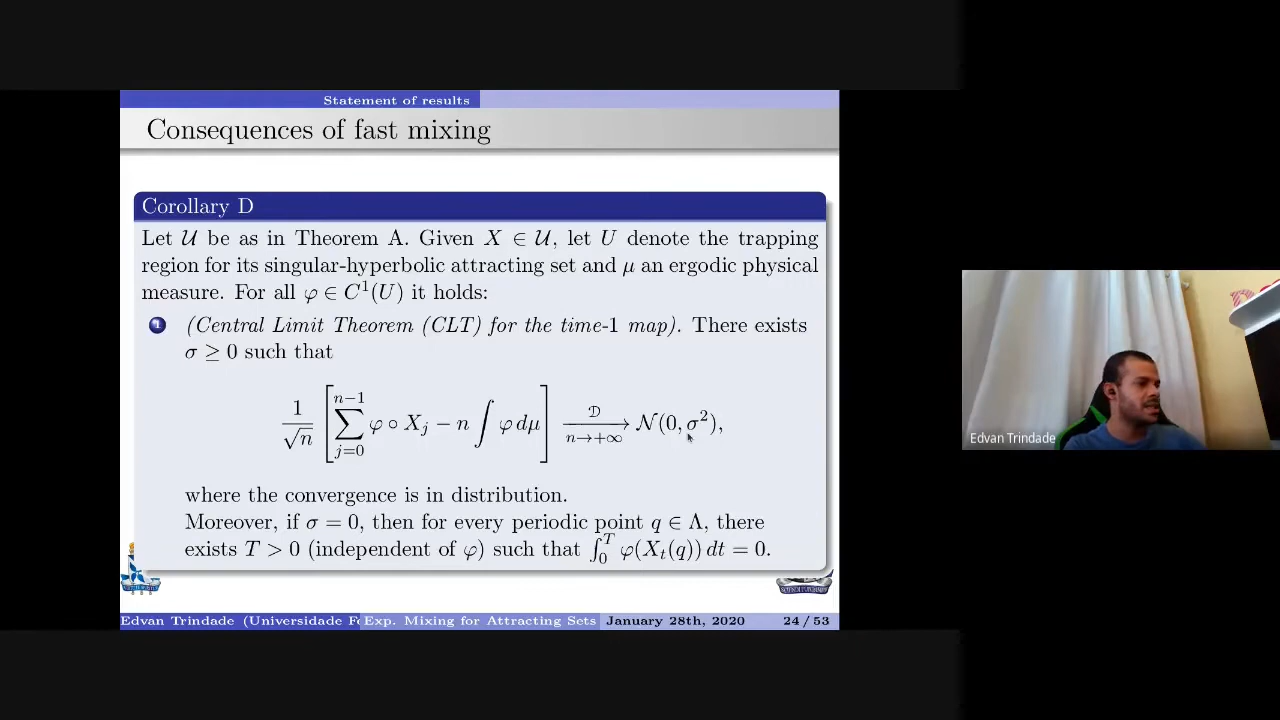 Statement of results
Consequences of fast mixing
Corollary D
Let 𝒰 be as in Theorem A. Given X ∈ 𝒰, let U denote the trapping
region for its singular-hyperbolic attracting set and μ an ergodic physical
measure. For all φ ∈ C¹(U) it holds:
1 (Central Limit Theorem (CLT) for the time-1 map). There exists
σ ≥ 0 such that
1/√n [∑_{j=0}^{n−1} φ ∘ X_j − n ∫ φ dμ] —𝒟/n→+∞→ 𝒩(0, σ²),
where the convergence is in distribution.
Moreover, if σ = 0, then for every periodic point q ∈ Λ, there
exists T > 0 (independent of φ) such that ∫_0^T φ(X_t(q)) dt = 0.
Edvan Trindade (Universidade Fe Exp. Mixing for Attracting Sets January 28th, 2020 24 / 53
Edvan Trindade